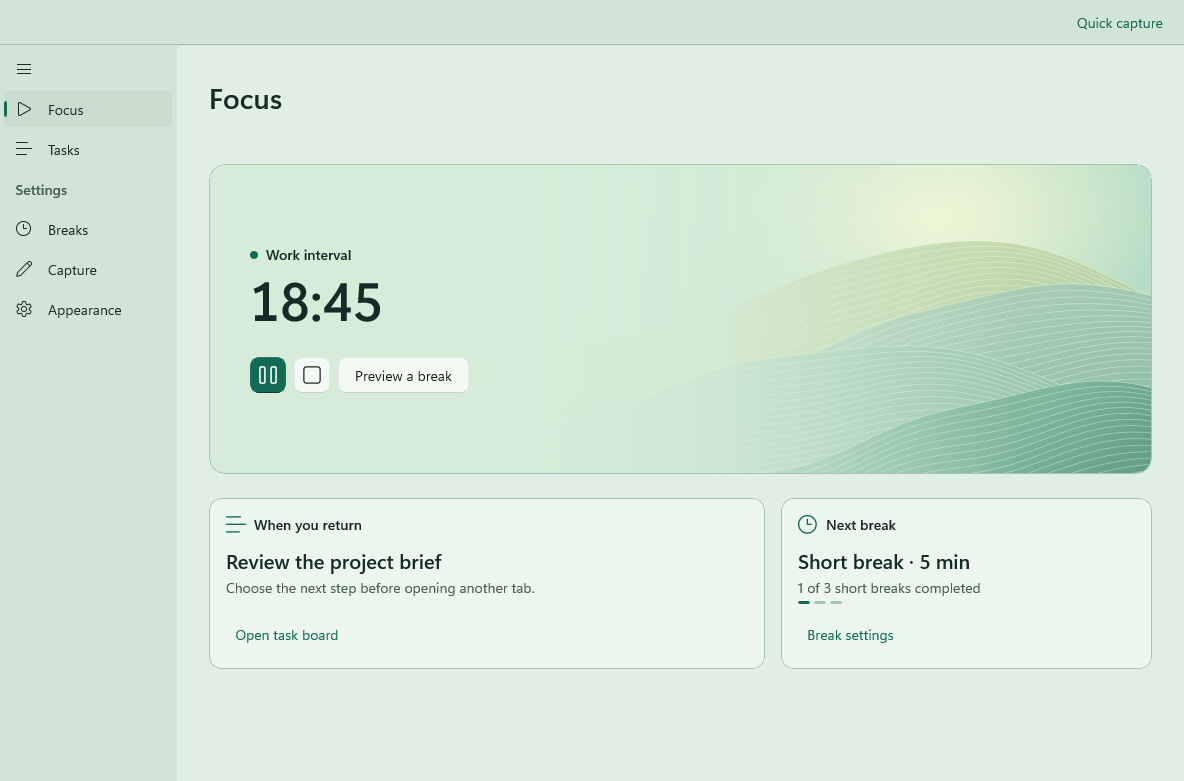 Quick capture
Focus
Tasks
Settings
Breaks
Capture
Appearance
Focus
Work interval
18:45
Preview a break
When you return
Review the project brief
Choose the next step before opening another tab.
Open task board
Next break
Short break · 5 min
1 of 3 short breaks completed
Break settings